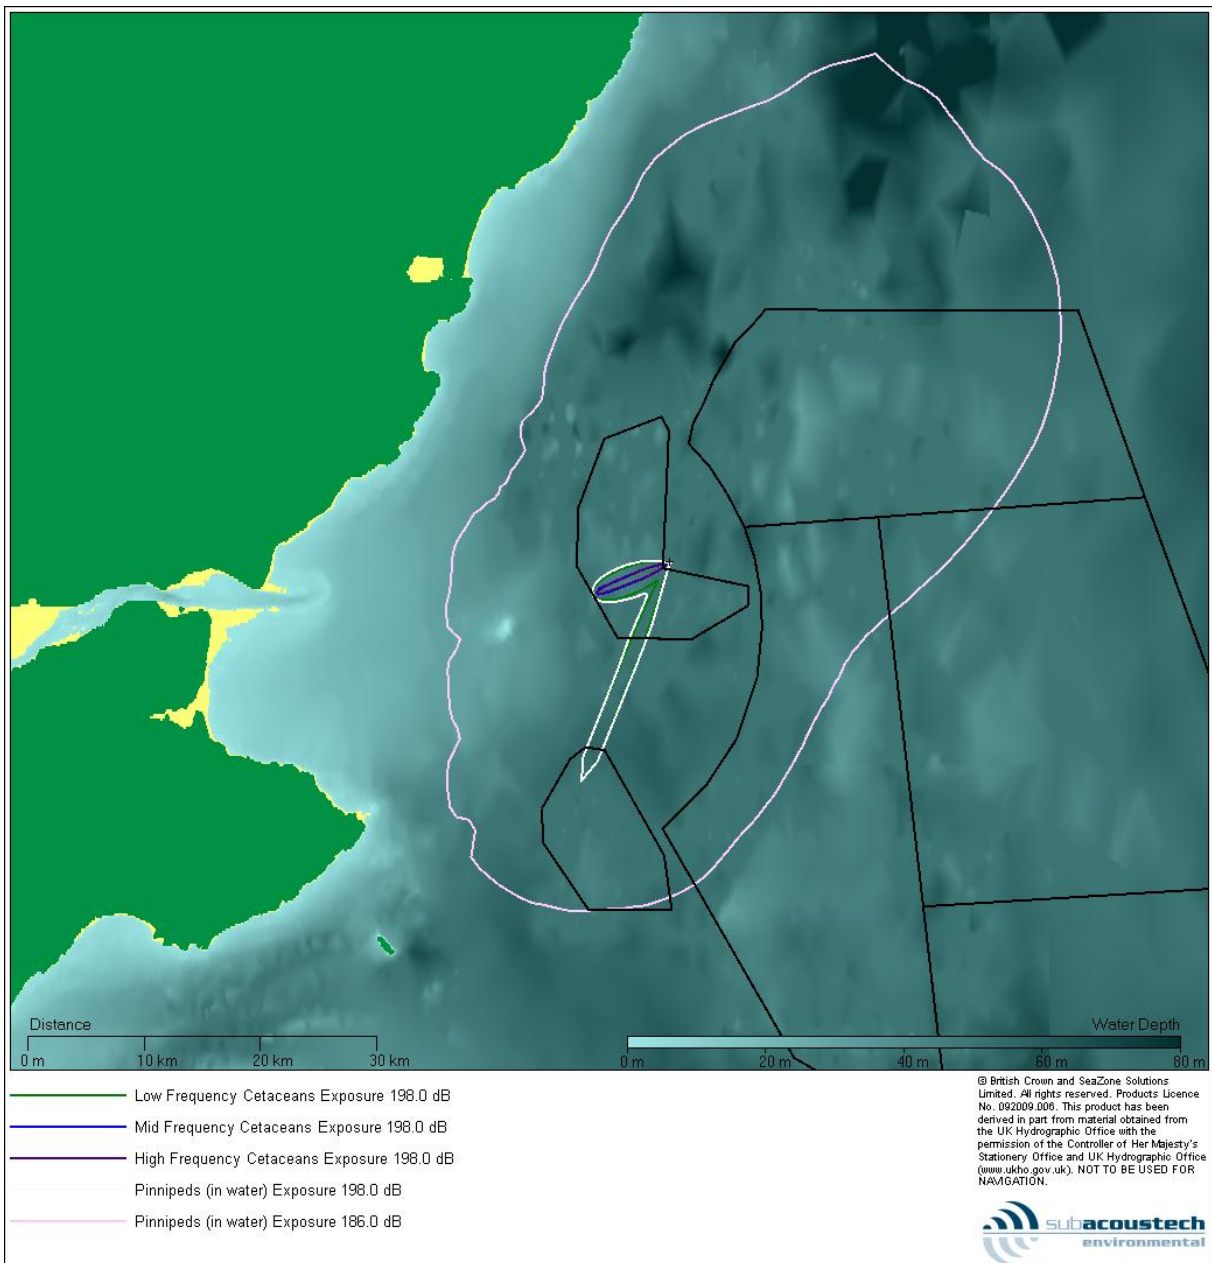 Distance
0 m 10 km 20 km 30 km
Water Depth
0 m 20 m 40 m 60 m 80 m
Low Frequency Cetaceans Exposure 198.0 dB
Mid Frequency Cetaceans Exposure 198.0 dB
High Frequency Cetaceans Exposure 198.0 dB
Pinnipeds (in water) Exposure 198.0 dB
Pinnipeds (in water) Exposure 186.0 dB
© British Crown and SeaZone Solutions
Limited. All rights reserved. Products Licence
No. 092009.006. This product has been
derived in part from material obtained from
the UK Hydrographic Office with the
permission of the Controller of Her Majesty's
Stationery Office and UK Hydrographic Office
(www.ukho.gov.uk). NOT TO BE USED FOR
NAVIGATION.
subacoustech
environmental